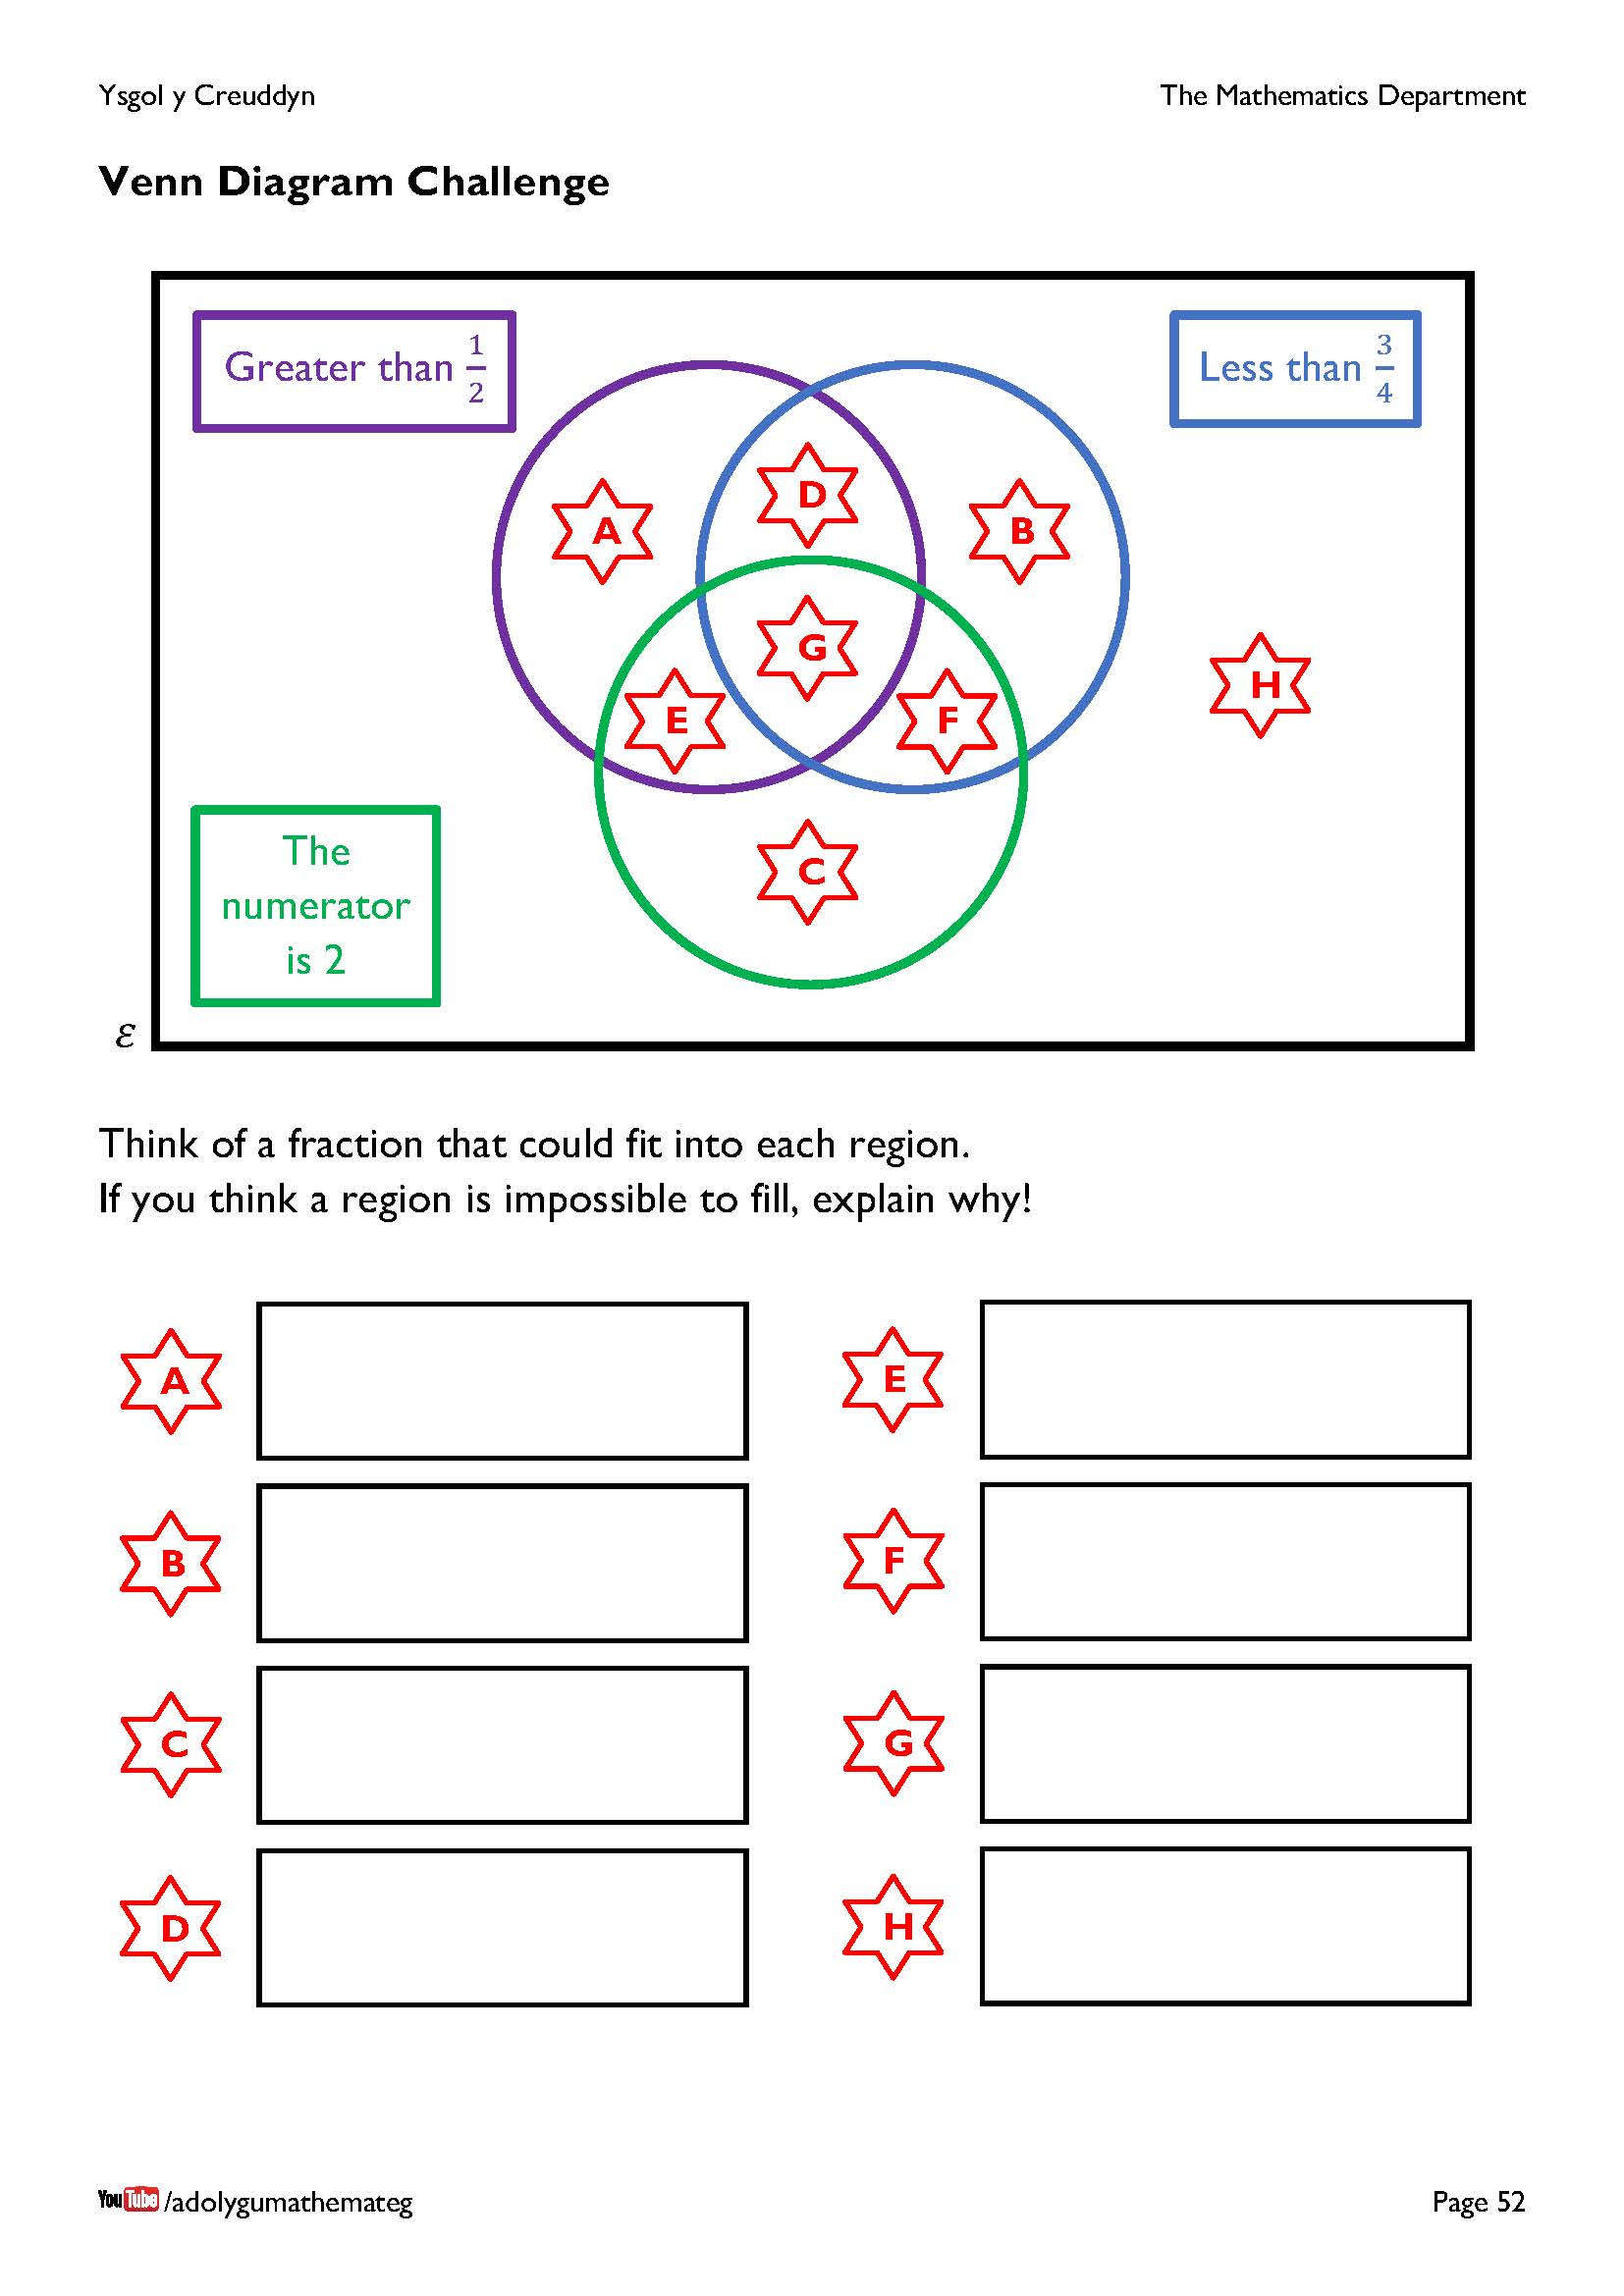 Ysgol y Creuddyn The Mathematics Department
Venn Diagram Challenge
Greater than 1/2
Less than 3/4
D
A
B
G
H
E
F
The
numerator
is 2
C
ε
Think of a fraction that could fit into each region.
If you think a region is impossible to fill, explain why!
A
E
B
F
C
G
D
H
YouTube /adolygumathemateg Page 52